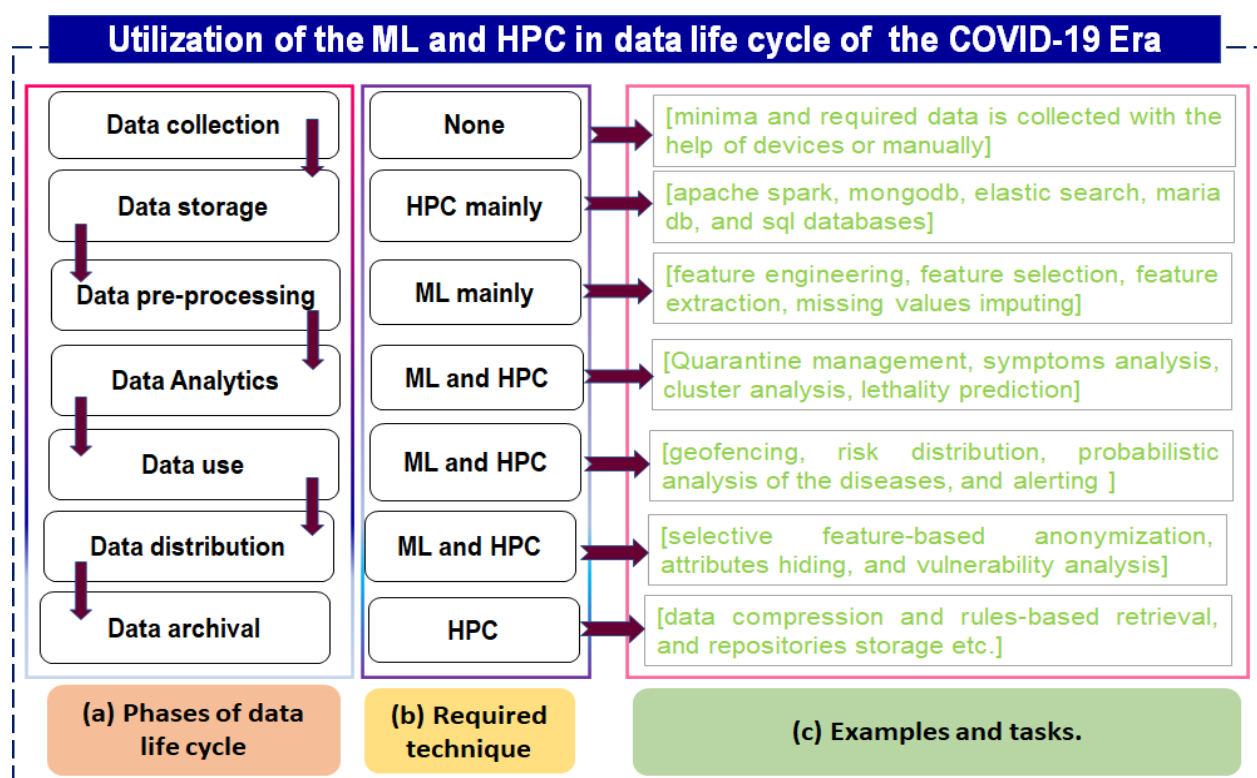 Utilization of the ML and HPC in data life cycle of the COVID-19 Era
Data collection
None
[minima and required data is collected with the
help of devices or manually]
Data storage
HPC mainly
[apache spark, mongodb, elastic search, maria
db, and sql databases]
Data pre-processing
ML mainly
[feature engineering, feature selection, feature
extraction, missing values imputing]
Data Analytics
ML and HPC
[Quarantine management, symptoms analysis,
cluster analysis, lethality prediction]
Data use
ML and HPC
[geofencing, risk distribution, probabilistic
analysis of the diseases, and alerting ]
Data distribution
ML and HPC
[selective feature-based anonymization,
attributes hiding, and vulnerability analysis]
Data archival
HPC
[data compression and rules-based retrieval,
and repositories storage etc.]
(a) Phases of data
life cycle
(b) Required
technique
(c) Examples and tasks.